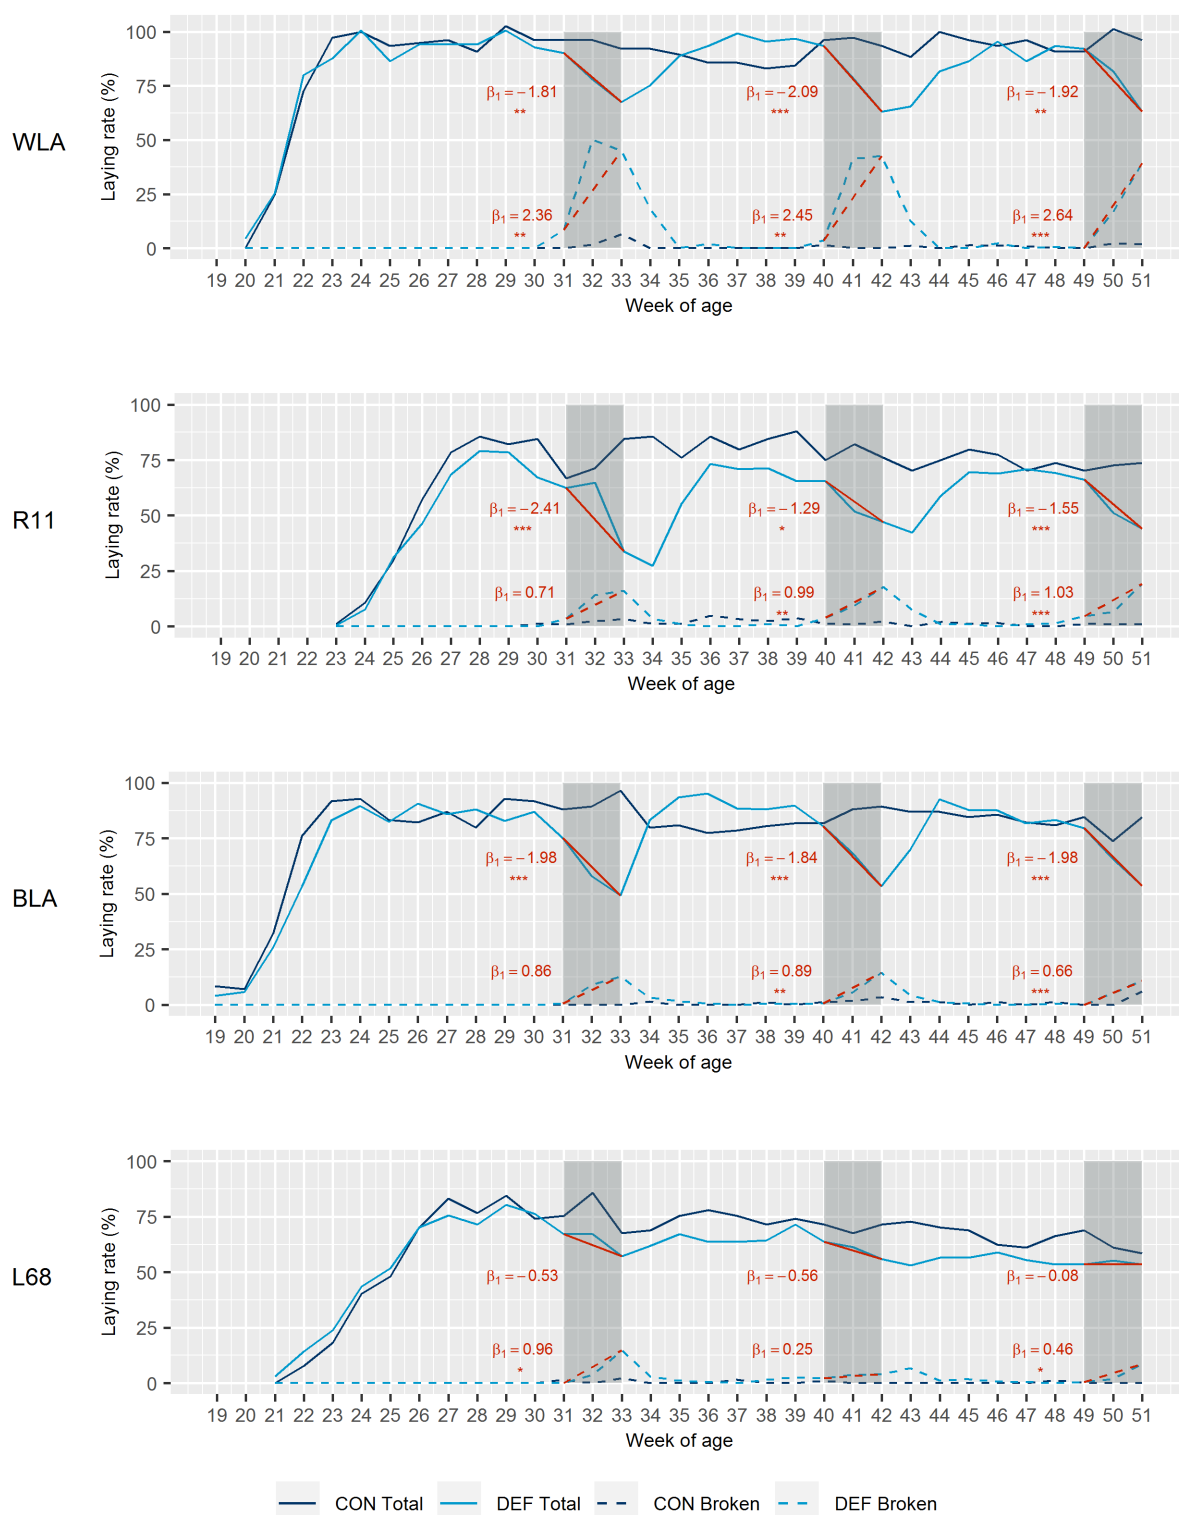 WLA
Laying rate (%)
100
75
50
25
0
β1 = −1.81
**
β1 = −2.09
***
β1 = −1.92
**
β1 = 2.36
**
β1 = 2.45
**
β1 = 2.64
***
19 20 21 22 23 24 25 26 27 28 29 30 31 32 33 34 35 36 37 38 39 40 41 42 43 44 45 46 47 48 49 50 51
Week of age
R11
Laying rate (%)
100
75
50
25
0
β1 = −2.41
***
β1 = −1.29
*
β1 = −1.55
***
β1 = 0.71
β1 = 0.99
**
β1 = 1.03
***
19 20 21 22 23 24 25 26 27 28 29 30 31 32 33 34 35 36 37 38 39 40 41 42 43 44 45 46 47 48 49 50 51
Week of age
BLA
Laying rate (%)
100
75
50
25
0
β1 = −1.98
***
β1 = −1.84
***
β1 = −1.98
***
β1 = 0.86
β1 = 0.89
**
β1 = 0.66
***
19 20 21 22 23 24 25 26 27 28 29 30 31 32 33 34 35 36 37 38 39 40 41 42 43 44 45 46 47 48 49 50 51
Week of age
L68
Laying rate (%)
100
75
50
25
0
β1 = −0.53
β1 = −0.56
β1 = −0.08
β1 = 0.96
*
β1 = 0.25
β1 = 0.46
*
19 20 21 22 23 24 25 26 27 28 29 30 31 32 33 34 35 36 37 38 39 40 41 42 43 44 45 46 47 48 49 50 51
Week of age
CON Total DEF Total CON Broken DEF Broken